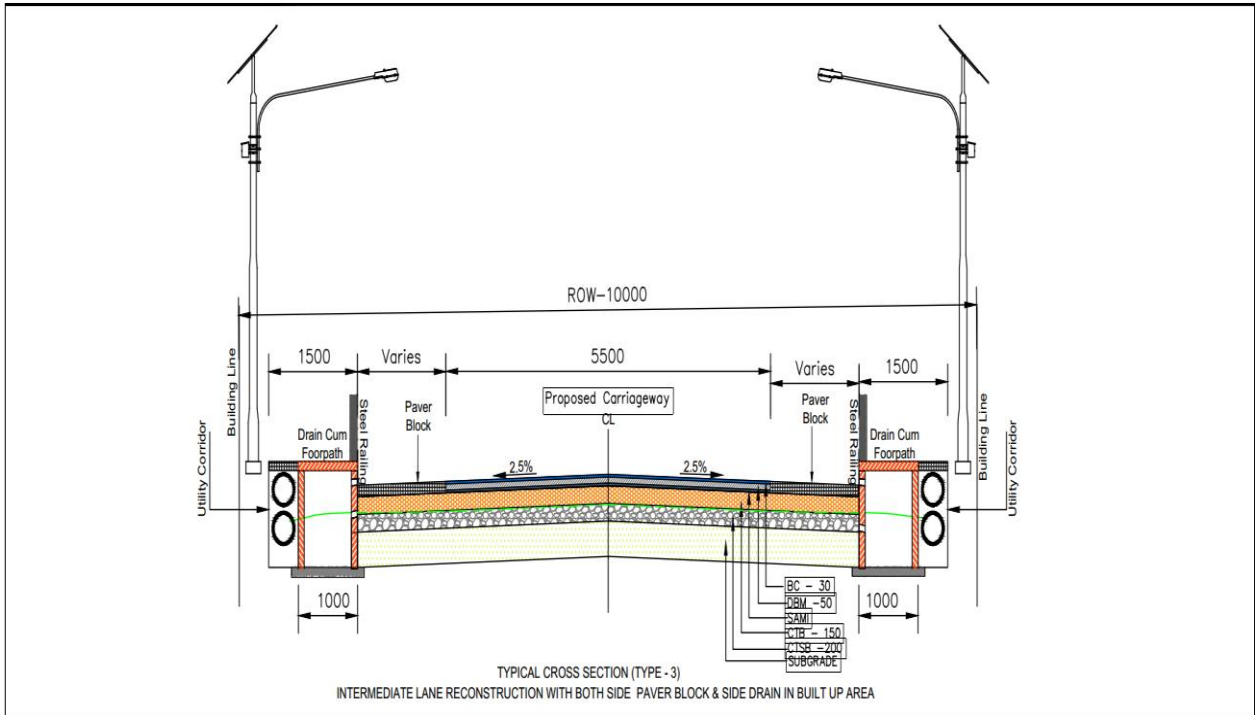 ROW-10000
1500
Varies
5500
Varies
1500
Building Line
Utility Corridor
Drain Cum
Foorpath
Steel Railing
Paver
Block
Proposed Carriageway
CL
2.5%
2.5%
Paver
Block
Steel Railing
Drain Cum
Foorpath
Building Line
Utility Corridor
1000
1000
BC - 30
DBM -50
SAMI
CTB - 150
CTSB -200
SUBGRADE
TYPICAL CROSS SECTION (TYPE - 3)
INTERMEDIATE LANE RECONSTRUCTION WITH BOTH SIDE PAVER BLOCK & SIDE DRAIN IN BUILT UP AREA